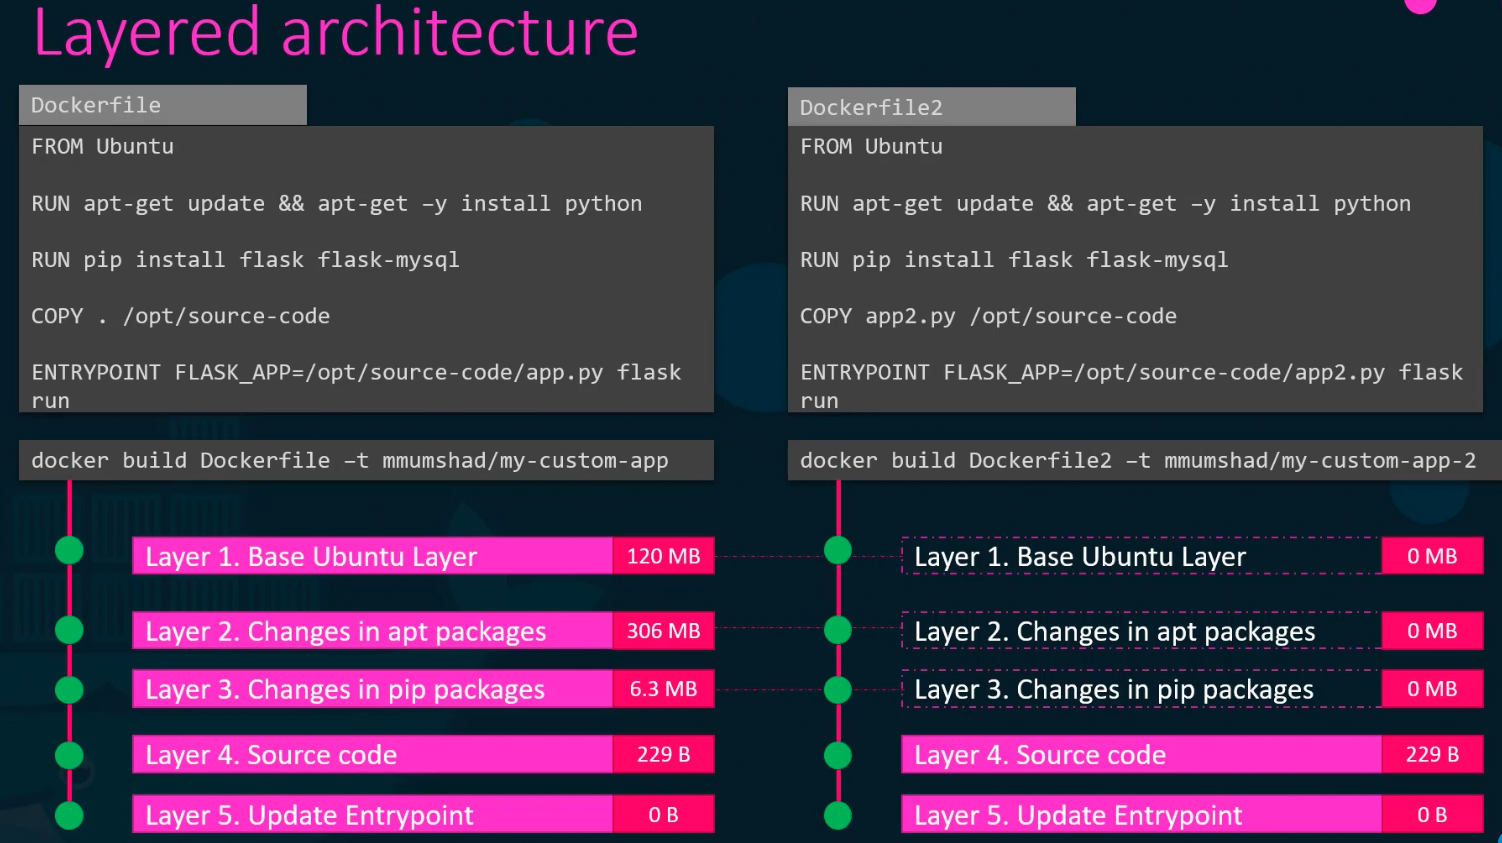 Layered architecture
Dockerfile
FROM Ubuntu
RUN apt-get update && apt-get –y install python
RUN pip install flask flask-mysql
COPY . /opt/source-code
ENTRYPOINT FLASK_APP=/opt/source-code/app.py flask
run
docker build Dockerfile –t mmumshad/my-custom-app
Layer 1. Base Ubuntu Layer 120 MB
Layer 2. Changes in apt packages 306 MB
Layer 3. Changes in pip packages 6.3 MB
Layer 4. Source code 229 B
Layer 5. Update Entrypoint 0 B
Dockerfile2
FROM Ubuntu
RUN apt-get update && apt-get –y install python
RUN pip install flask flask-mysql
COPY app2.py /opt/source-code
ENTRYPOINT FLASK_APP=/opt/source-code/app2.py flask
run
docker build Dockerfile2 –t mmumshad/my-custom-app-2
Layer 1. Base Ubuntu Layer 0 MB
Layer 2. Changes in apt packages 0 MB
Layer 3. Changes in pip packages 0 MB
Layer 4. Source code 229 B
Layer 5. Update Entrypoint 0 B